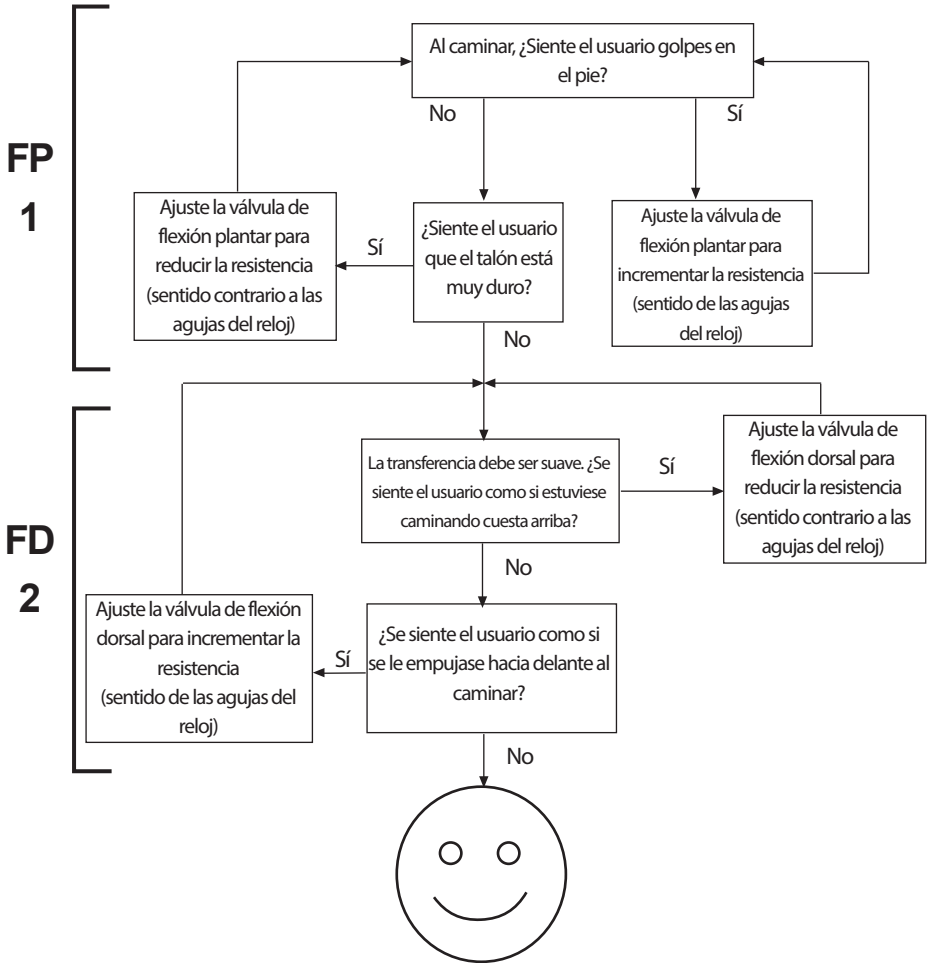 Al caminar, ¿Siente el usuario golpes en
el pie?
No
Sí
FP
1
Ajuste la válvula de
flexión plantar para
reducir la resistencia
(sentido contrario a las
agujas del reloj)
Sí
¿Siente el usuario
que el talón está
muy duro?
Ajuste la válvula de
flexión plantar para
incrementar la resistencia
(sentido de las agujas
del reloj)
No
FD
2
La transferencia debe ser suave. ¿Se
siente el usuario como si estuviese
caminando cuesta arriba?
Sí
Ajuste la válvula de
flexión dorsal para
reducir la resistencia
(sentido contrario a las
agujas del reloj)
No
Ajuste la válvula de flexión
dorsal para incrementar la
resistencia
(sentido de las agujas del
reloj)
Sí
¿Se siente el usuario como si
se le empujase hacia delante al
caminar?
No